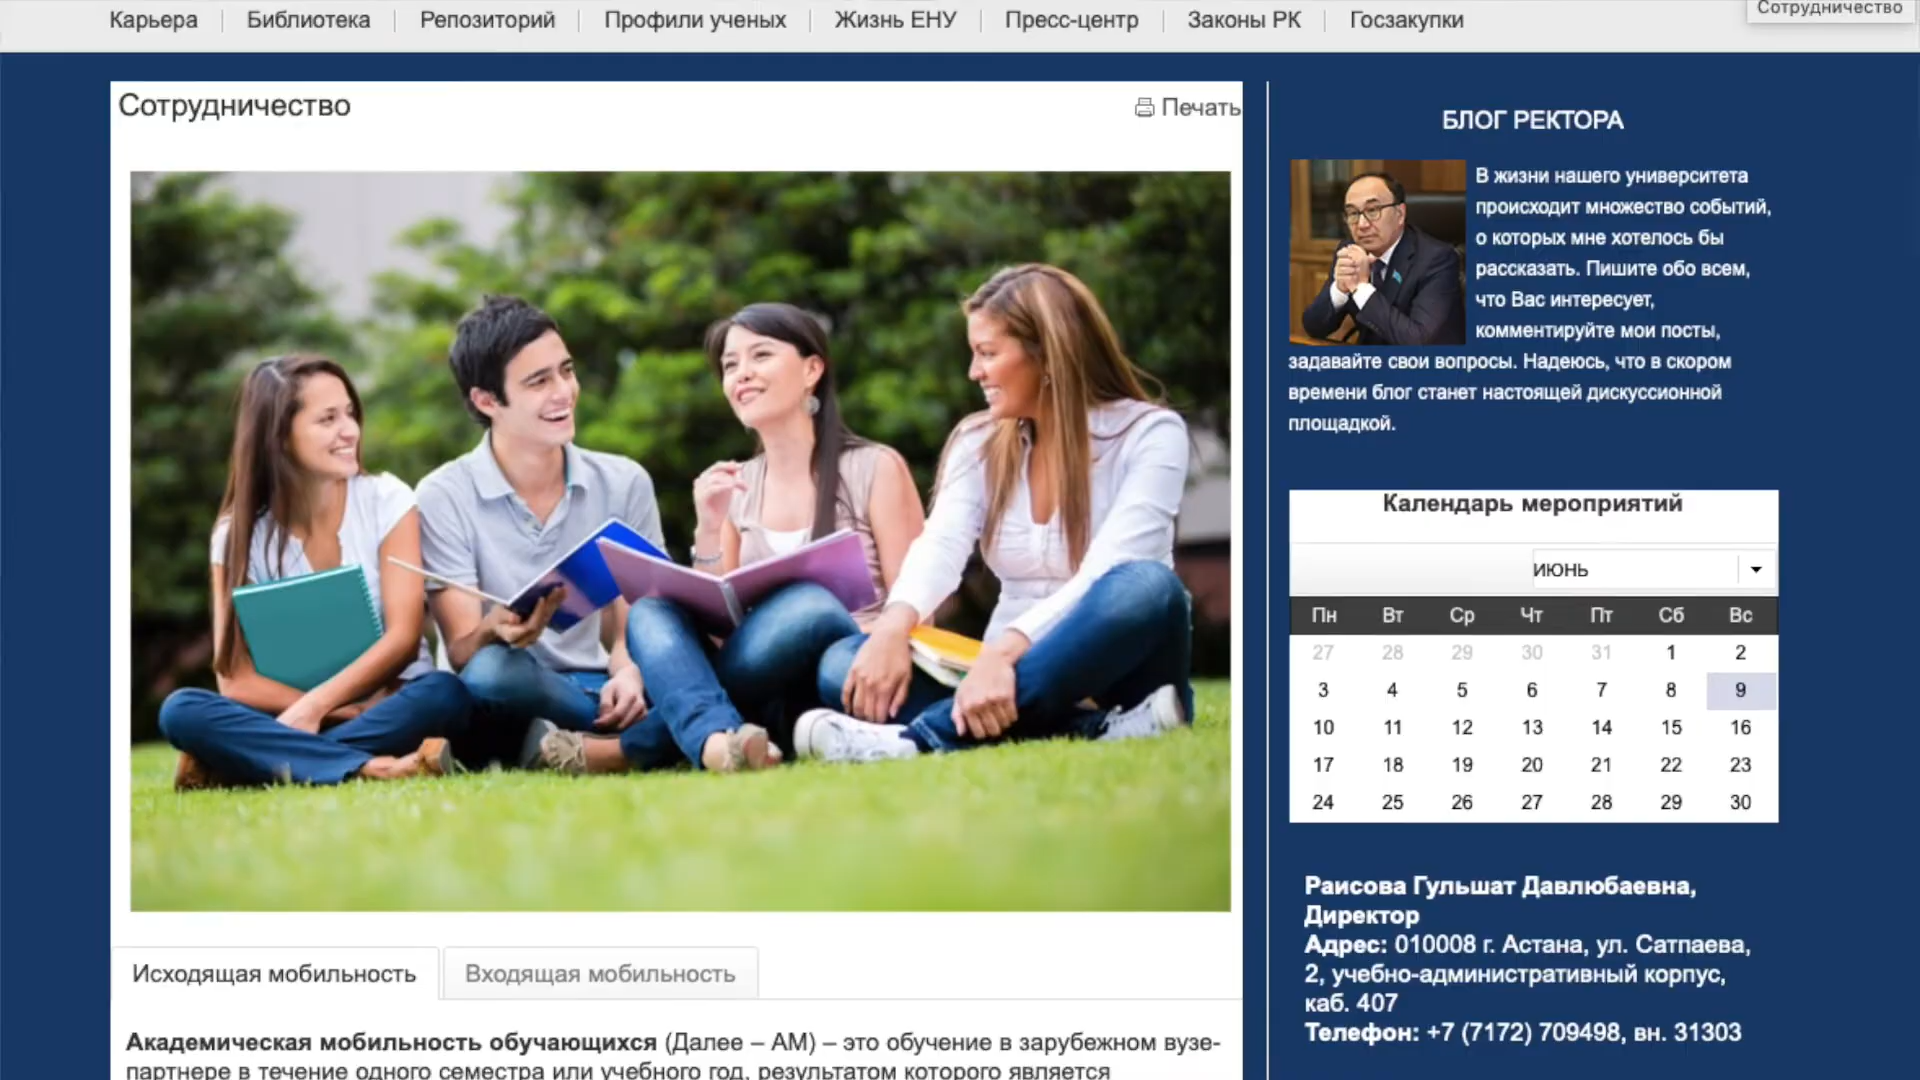 Карьера
Библиотека
Репозиторий
Профили ученых
Жизнь ЕНУ
Пресс-центр
Законы РК
Госзакупки
Сотрудничество
Сотрудничество
Печать
БЛОГ РЕКТОРА
В жизни нашего университета
происходит множество событий,
о которых мне хотелось бы
рассказать. Пишите обо всем,
что Вас интересует,
комментируйте мои посты,
задавайте свои вопросы. Надеюсь, что в скором
времени блог станет настоящей дискуссионной
площадкой.
Календарь мероприятий
июнь
Пн Вт Ср Чт Пт Сб Вс
27 28 29 30 31 1 2
3 4 5 6 7 8 9
10 11 12 13 14 15 16
17 18 19 20 21 22 23
24 25 26 27 28 29 30
Раисова Гульшат Давлюбаевна,
Директор
Адрес: 010008 г. Астана, ул. Сатпаева,
2, учебно-административный корпус,
каб. 407
Телефон: +7 (7172) 709498, вн. 31303
Исходящая мобильность
Входящая мобильность
Академическая мобильность обучающихся (Далее – АМ) – это обучение в зарубежном вузе-
партнере в течение одного семестра или учебного год, результатом которого является